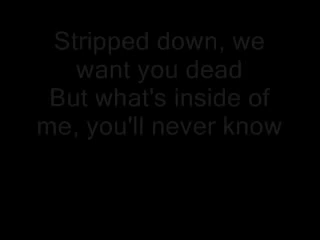 Stripped down, we
want you dead
But what's inside of
me, you'll never know